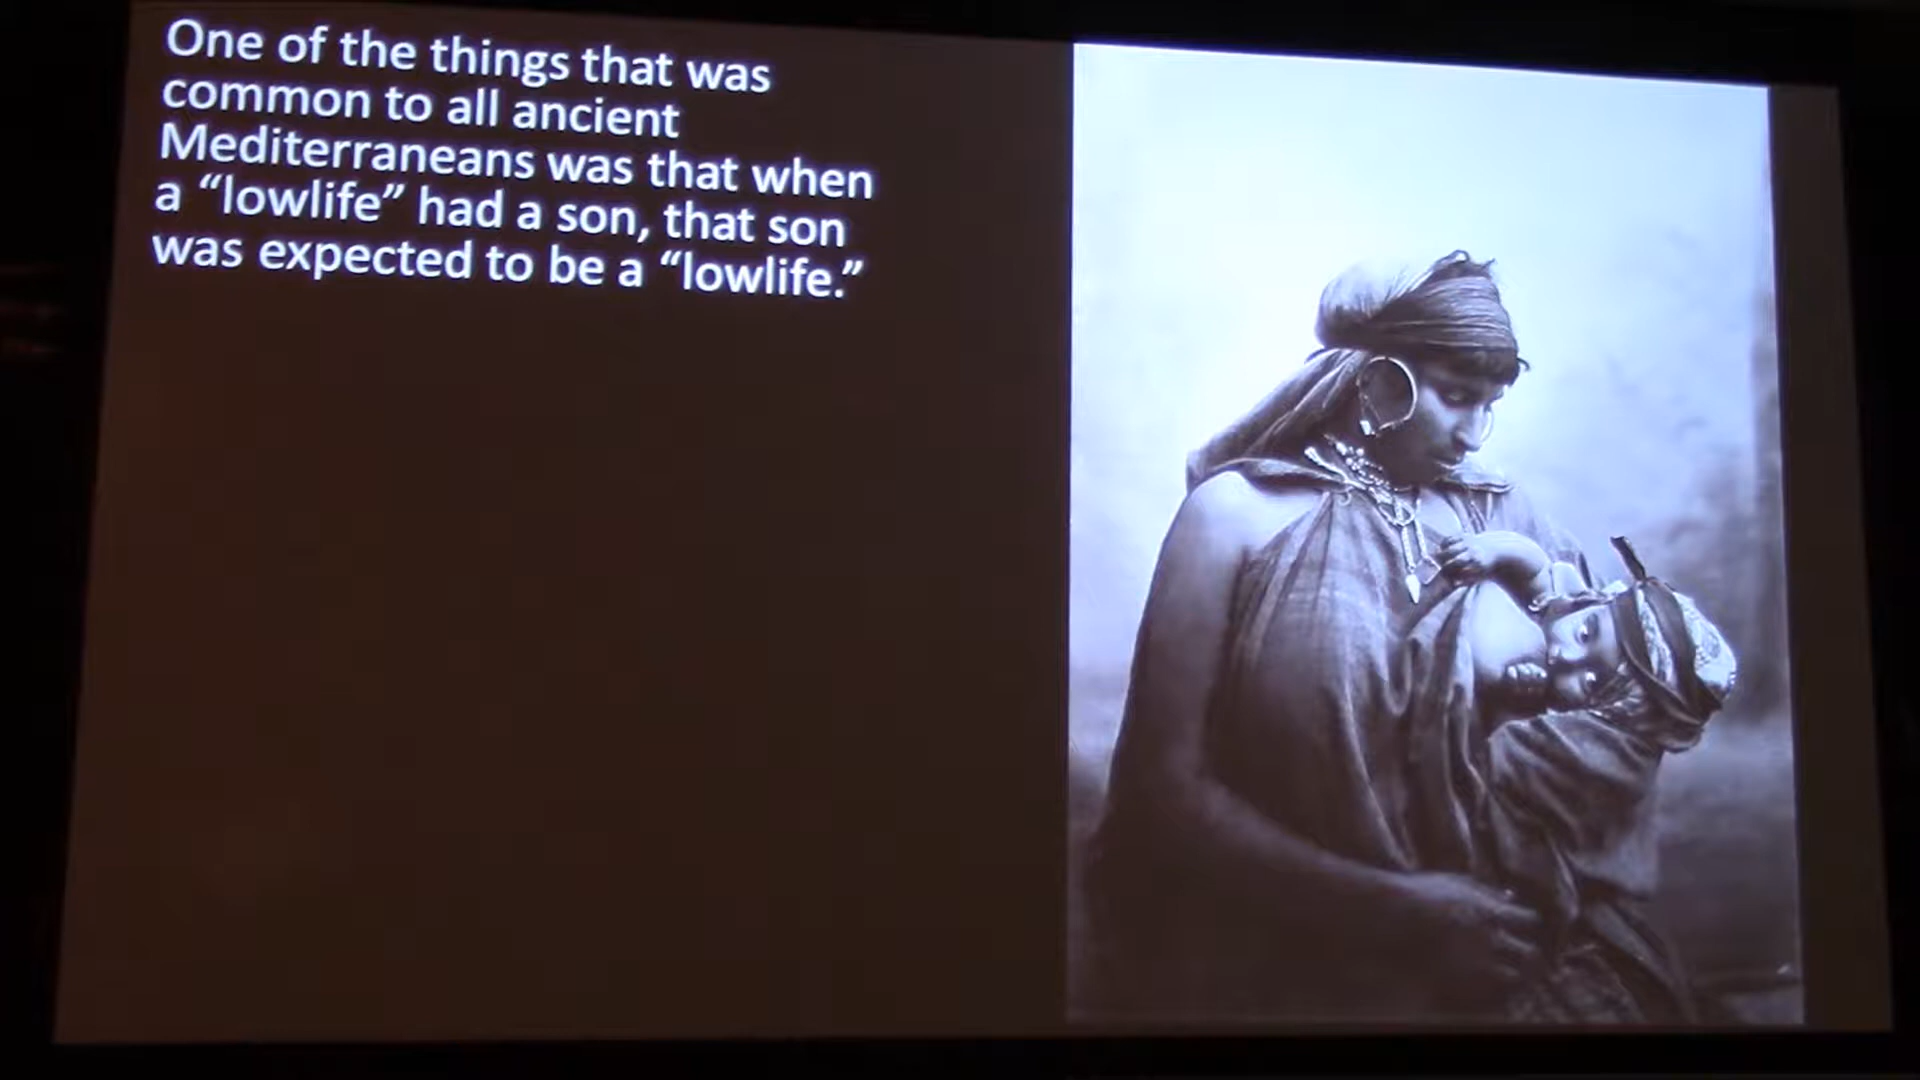 One of the things that was
common to all ancient
Mediterraneans was that when
a “lowlife” had a son, that son
was expected to be a “lowlife.”